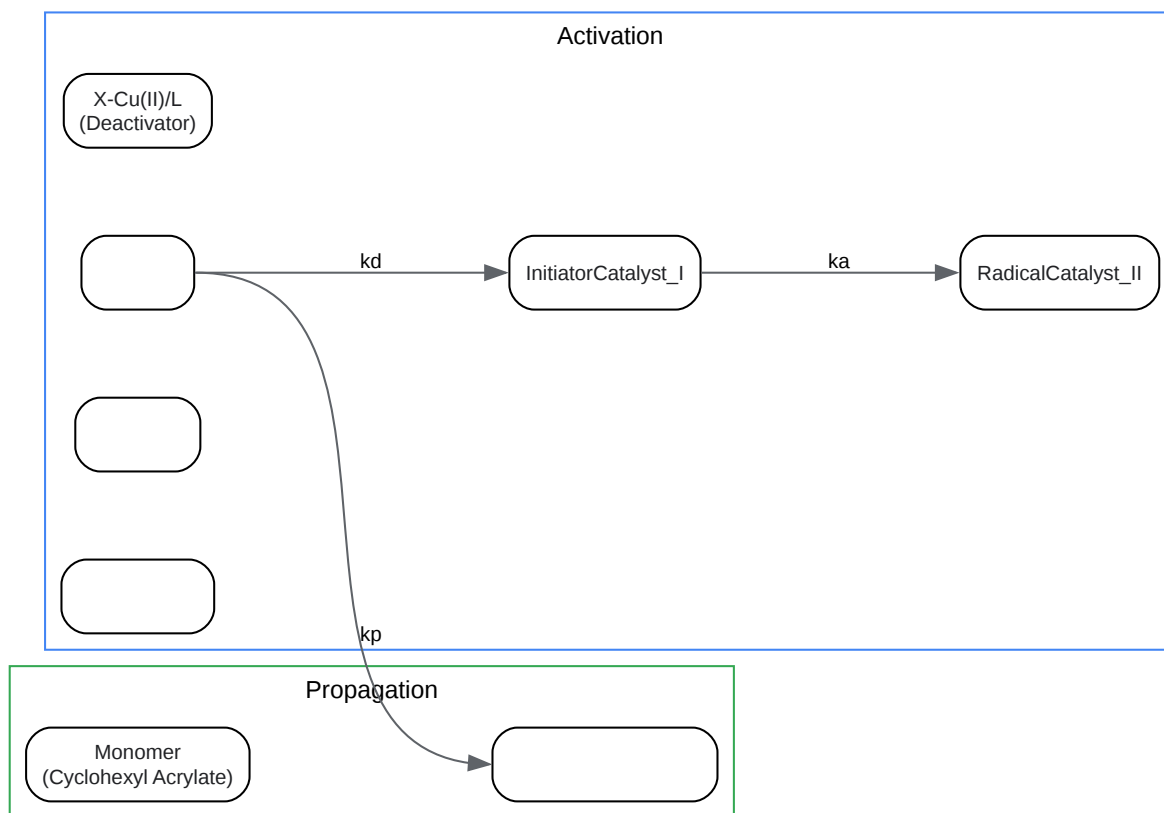 Activation
X-Cu(II)/L
(Deactivator)
kd
InitiatorCatalyst_I
ka
RadicalCatalyst_II
kp
Propagation
Monomer
(Cyclohexyl Acrylate)